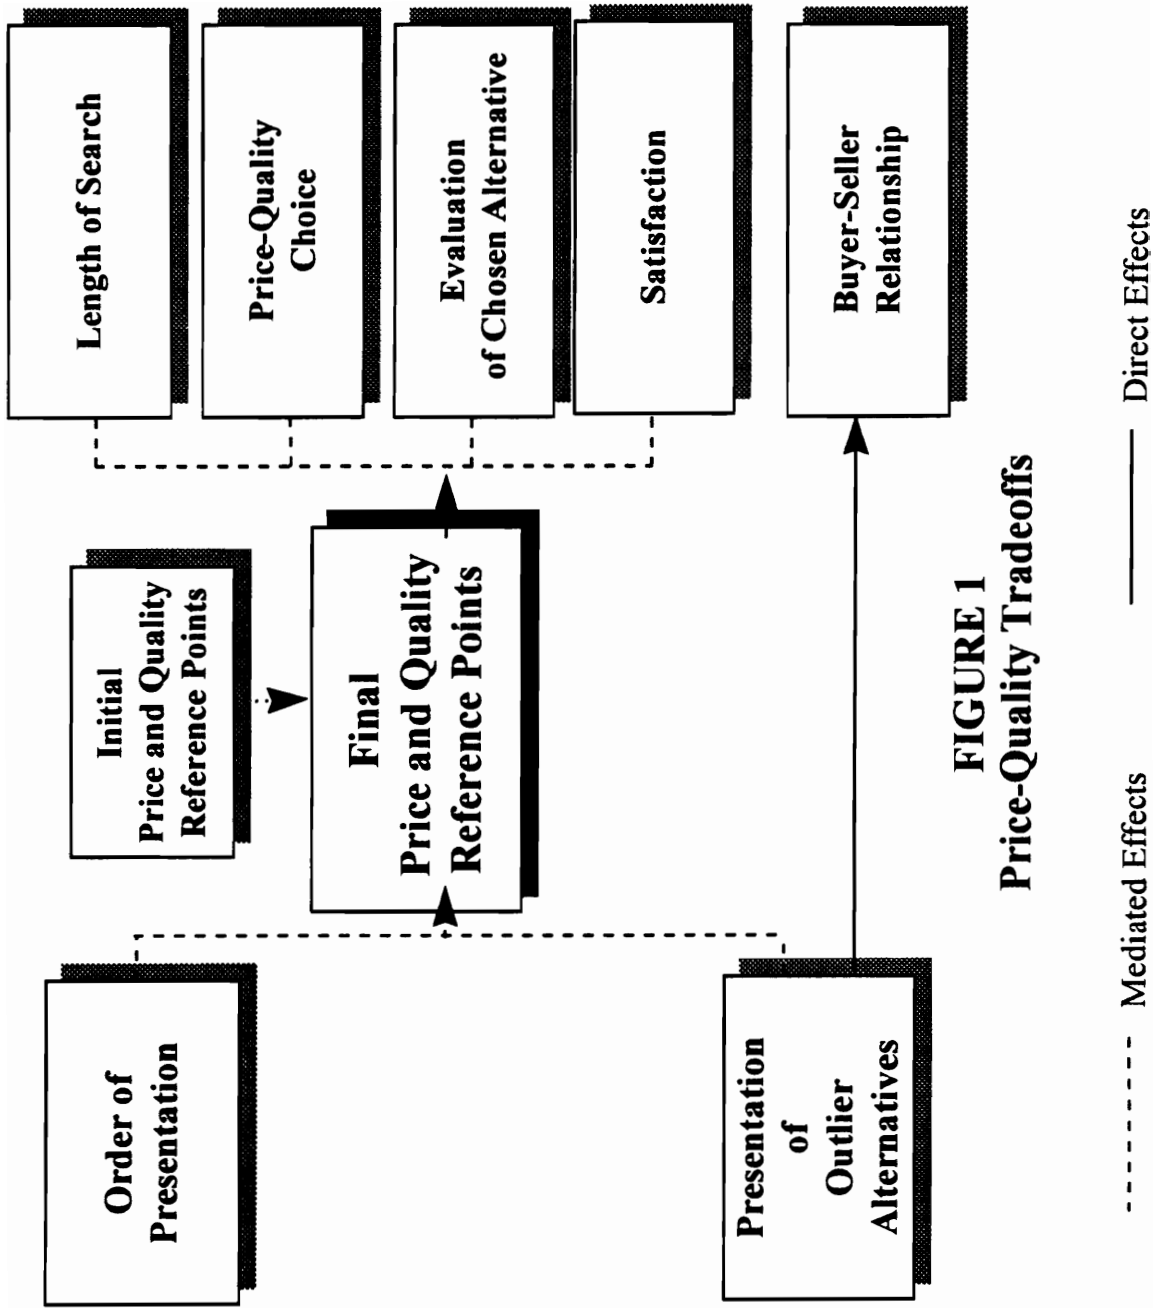 Order of
Presentation
Presentation
of
Outlier
Alternatives
Initial
Price and Quality
Reference Points
Final
Price and Quality
Reference Points
Length of Search
Price-Quality
Choice
Evaluation
of Chosen Alternative
Satisfaction
Buyer-Seller
Relationship
FIGURE 1
Price-Quality Tradeoffs
Mediated Effects
Direct Effects